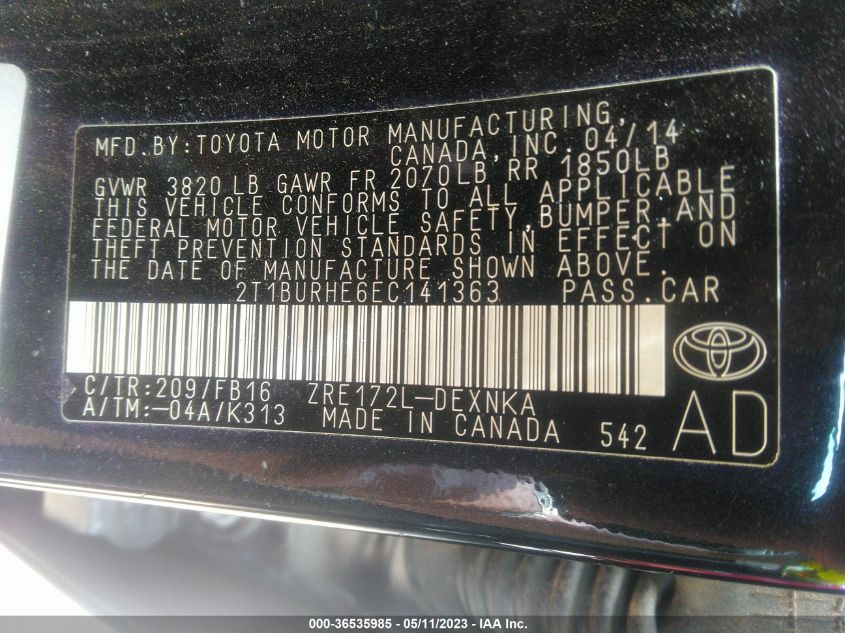 MFD.BY:TOYOTA MOTOR MANUFACTURING,
CANADA,INC.04/14
GVWR 3820 LB GAWR FR 2070LB RR 1850LB
THIS VEHICLE CONFORMS TO ALL APPLICABLE
FEDERAL MOTOR VEHICLE SAFETY,BUMPER,AND
THEFT PREVENTION STANDARDS IN EFFECT ON
THE DATE OF MANUFACTURE SHOWN ABOVE.
2T1BURHE6EC141363 PASS.CAR
C/TR:209/FB16 ZRE172L-DEXNKA
A/TM:-04A/K313 MADE IN CANADA 542 AD
000-36535985 - 05/11/2023 - IAA Inc.